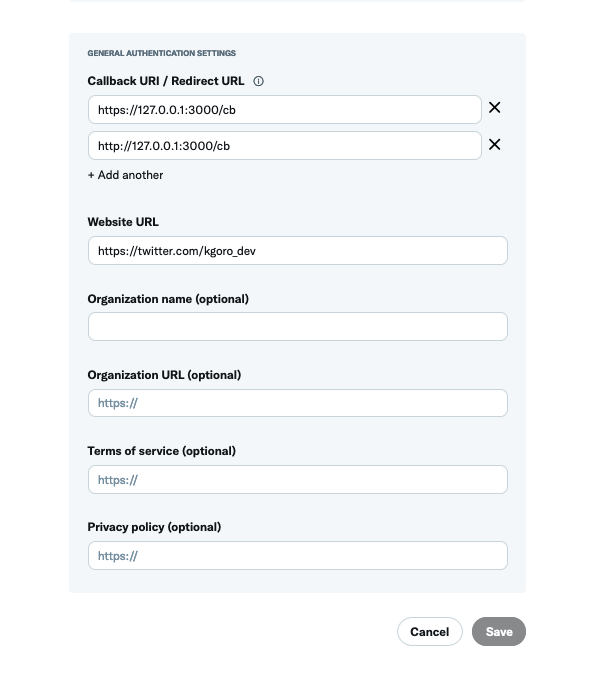 GENERAL AUTHENTICATION SETTINGS
Callback URI / Redirect URL
https://127.0.0.1:3000/cb
http://127.0.0.1:3000/cb
+ Add another
Website URL
https://twitter.com/kgoro_dev
Organization name (optional)
Organization URL (optional)
https://
Terms of service (optional)
https://
Privacy policy (optional)
https://
Cancel Save